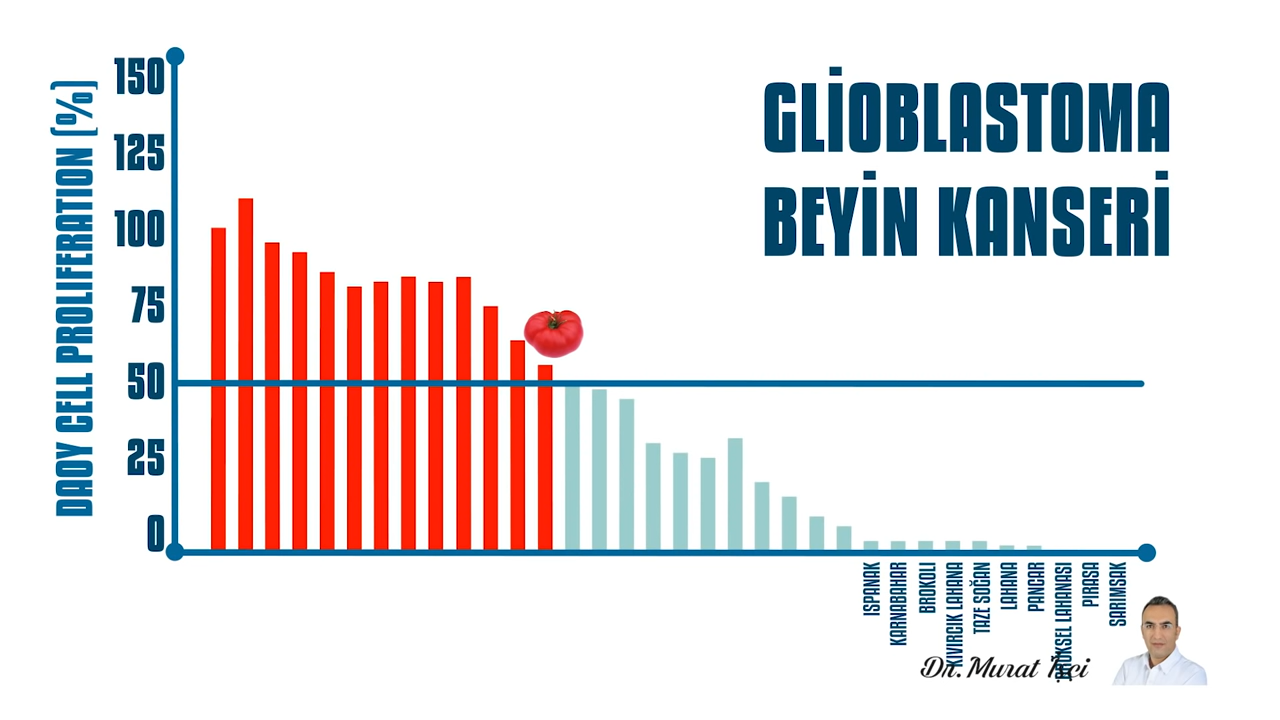 GLİOBLASTOMA
BEYİN KANSERİ
DAOY CELL PROLIFERATION (%)
150
125
100
75
50
25
0
ISPANAK
KARNABAHAR
BROKOLİ
KIVIRCIK LAHANA
TAZE SOĞAN
LAHANA
PANCAR
LAHANASI
PIRASA
SARIMSAK
Dr. Murat